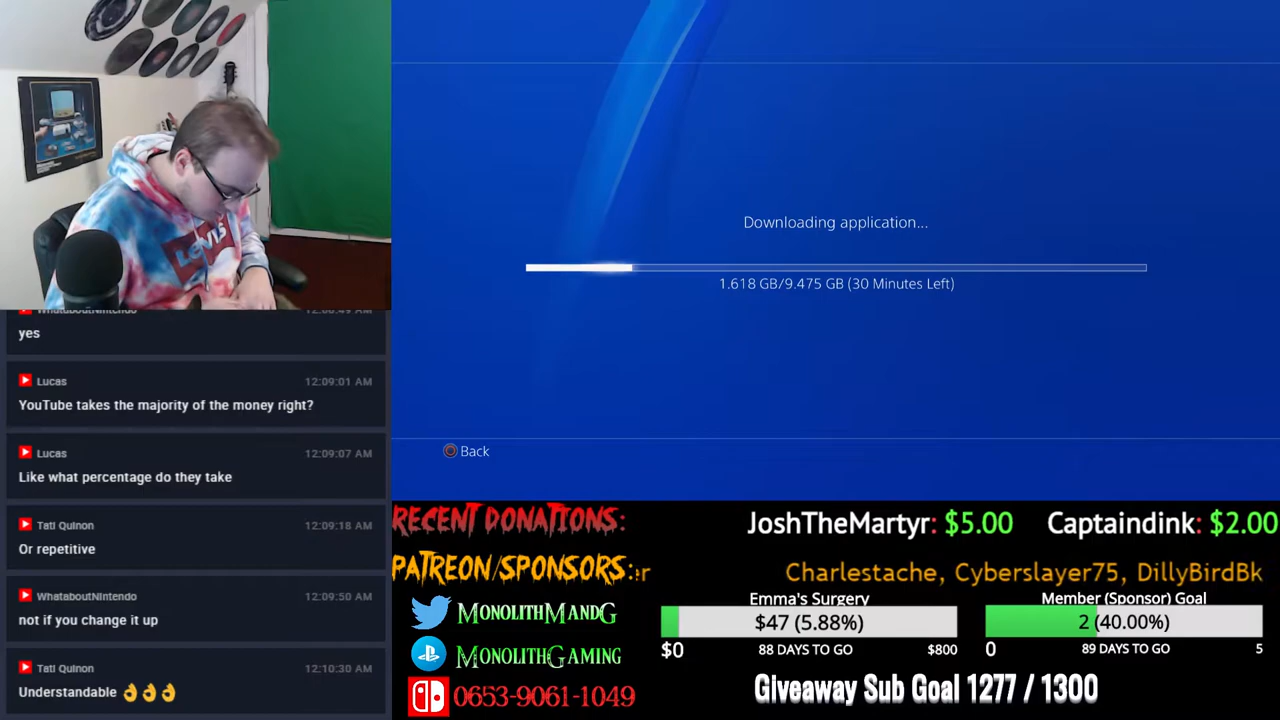 Downloading application...
1.618 GB/9.475 GB (30 Minutes Left)
Back
LEVI'S
WhataboutNintendo
yes
Lucas 12:09:01 AM
YouTube takes the majority of the money right?
Lucas 12:09:07 AM
Like what percentage do they take
Tati Quinon 12:09:18 AM
Or repetitive
WhataboutNintendo 12:09:50 AM
not if you change it up
Tati Quinon 12:10:30 AM
Understandable 👌👌👌
RECENT DONATIONS: JoshTheMartyr: $5.00 Captaindink: $2.00
PATREON/SPONSORS: er Charlestache, Cyberslayer75, DillyBirdBk
MonolithMandG
MonolithGaming
0653-9061-1049
Emma's Surgery
$47 (5.88%)
$0 88 DAYS TO GO $800
Member (Sponsor) Goal
2 (40.00%)
0 89 DAYS TO GO 5
Giveaway Sub Goal 1277 / 1300